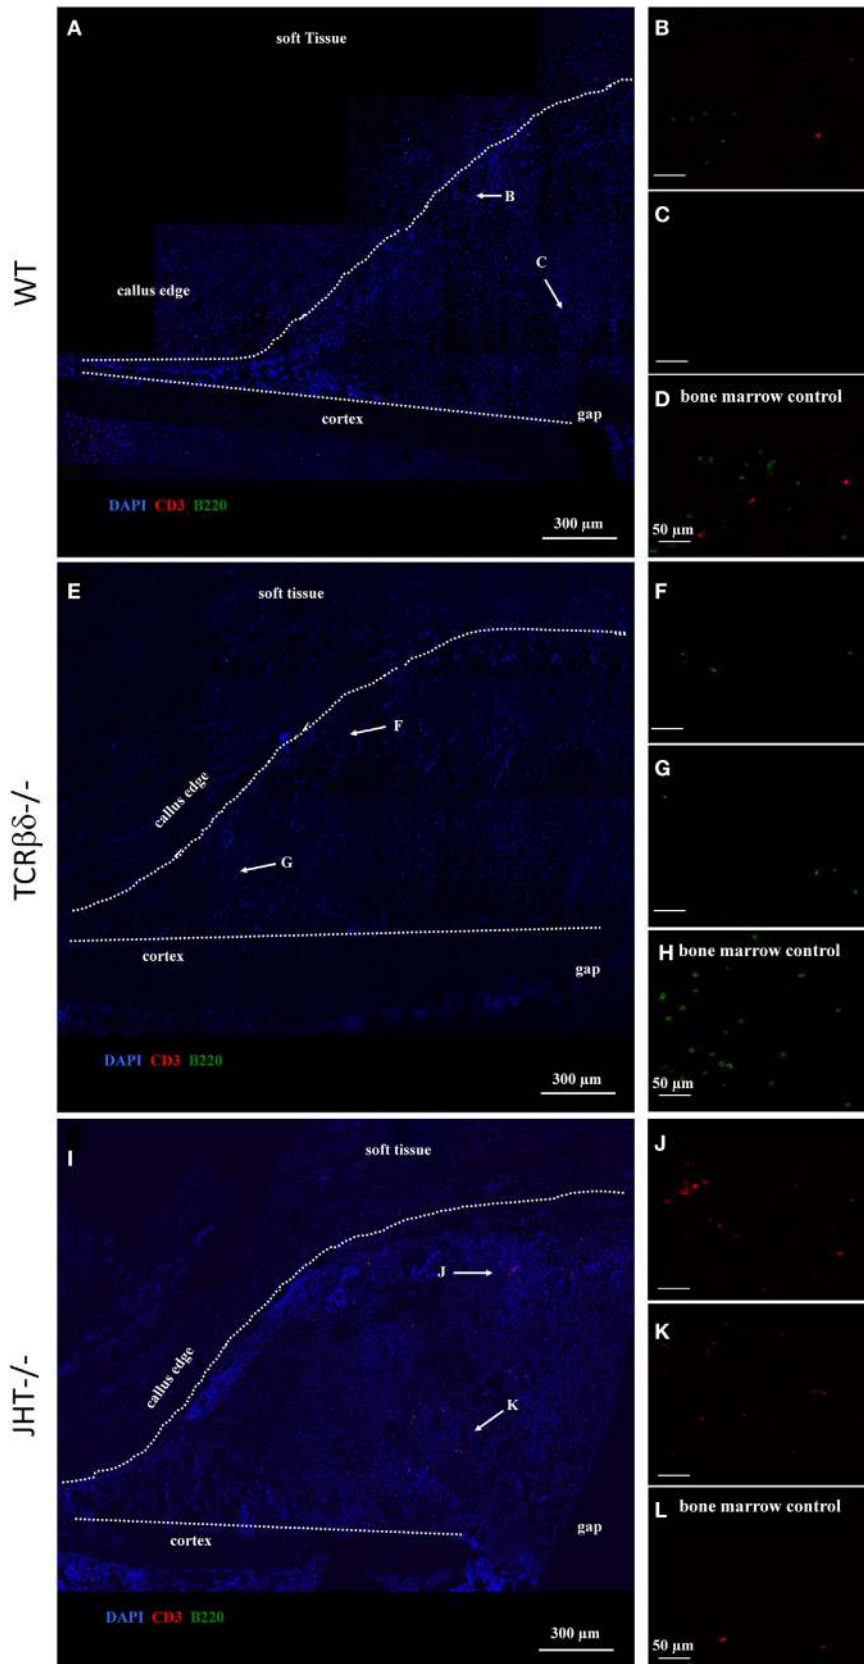 WT
A
soft Tissue
B
C
callus edge
cortex
gap
DAPI CD3 B220
300 µm
B
C
D bone marrow control
50 µm
TCRβδ-/-
E
soft tissue
F
callus edge
G
cortex
gap
DAPI CD3 B220
300 µm
F
G
H bone marrow control
50 µm
JHT-/-
I
soft tissue
J
callus edge
K
cortex
gap
DAPI CD3 B220
300 µm
J
K
L bone marrow control
50 µm